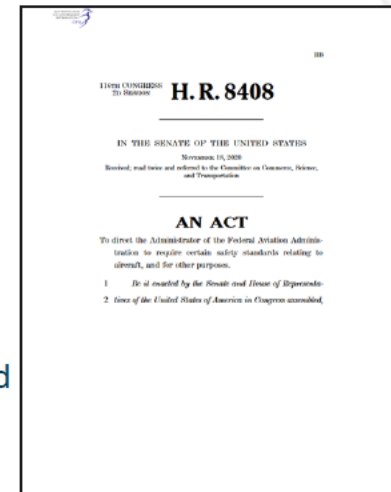 IIB
116TH CONGRESS
2D SESSION
H. R. 8408
IN THE SENATE OF THE UNITED STATES
NOVEMBER 18, 2020
Received; read twice and referred to the Committee on Commerce, Science,
and Transportation
AN ACT
To direct the Administrator of the Federal Aviation Adminis-
tration to require certain safety standards relating to
aircraft, and for other purposes.
1 Be it enacted by the Senate and House of Representa-
2 tives of the United States of America in Congress assembled,
d